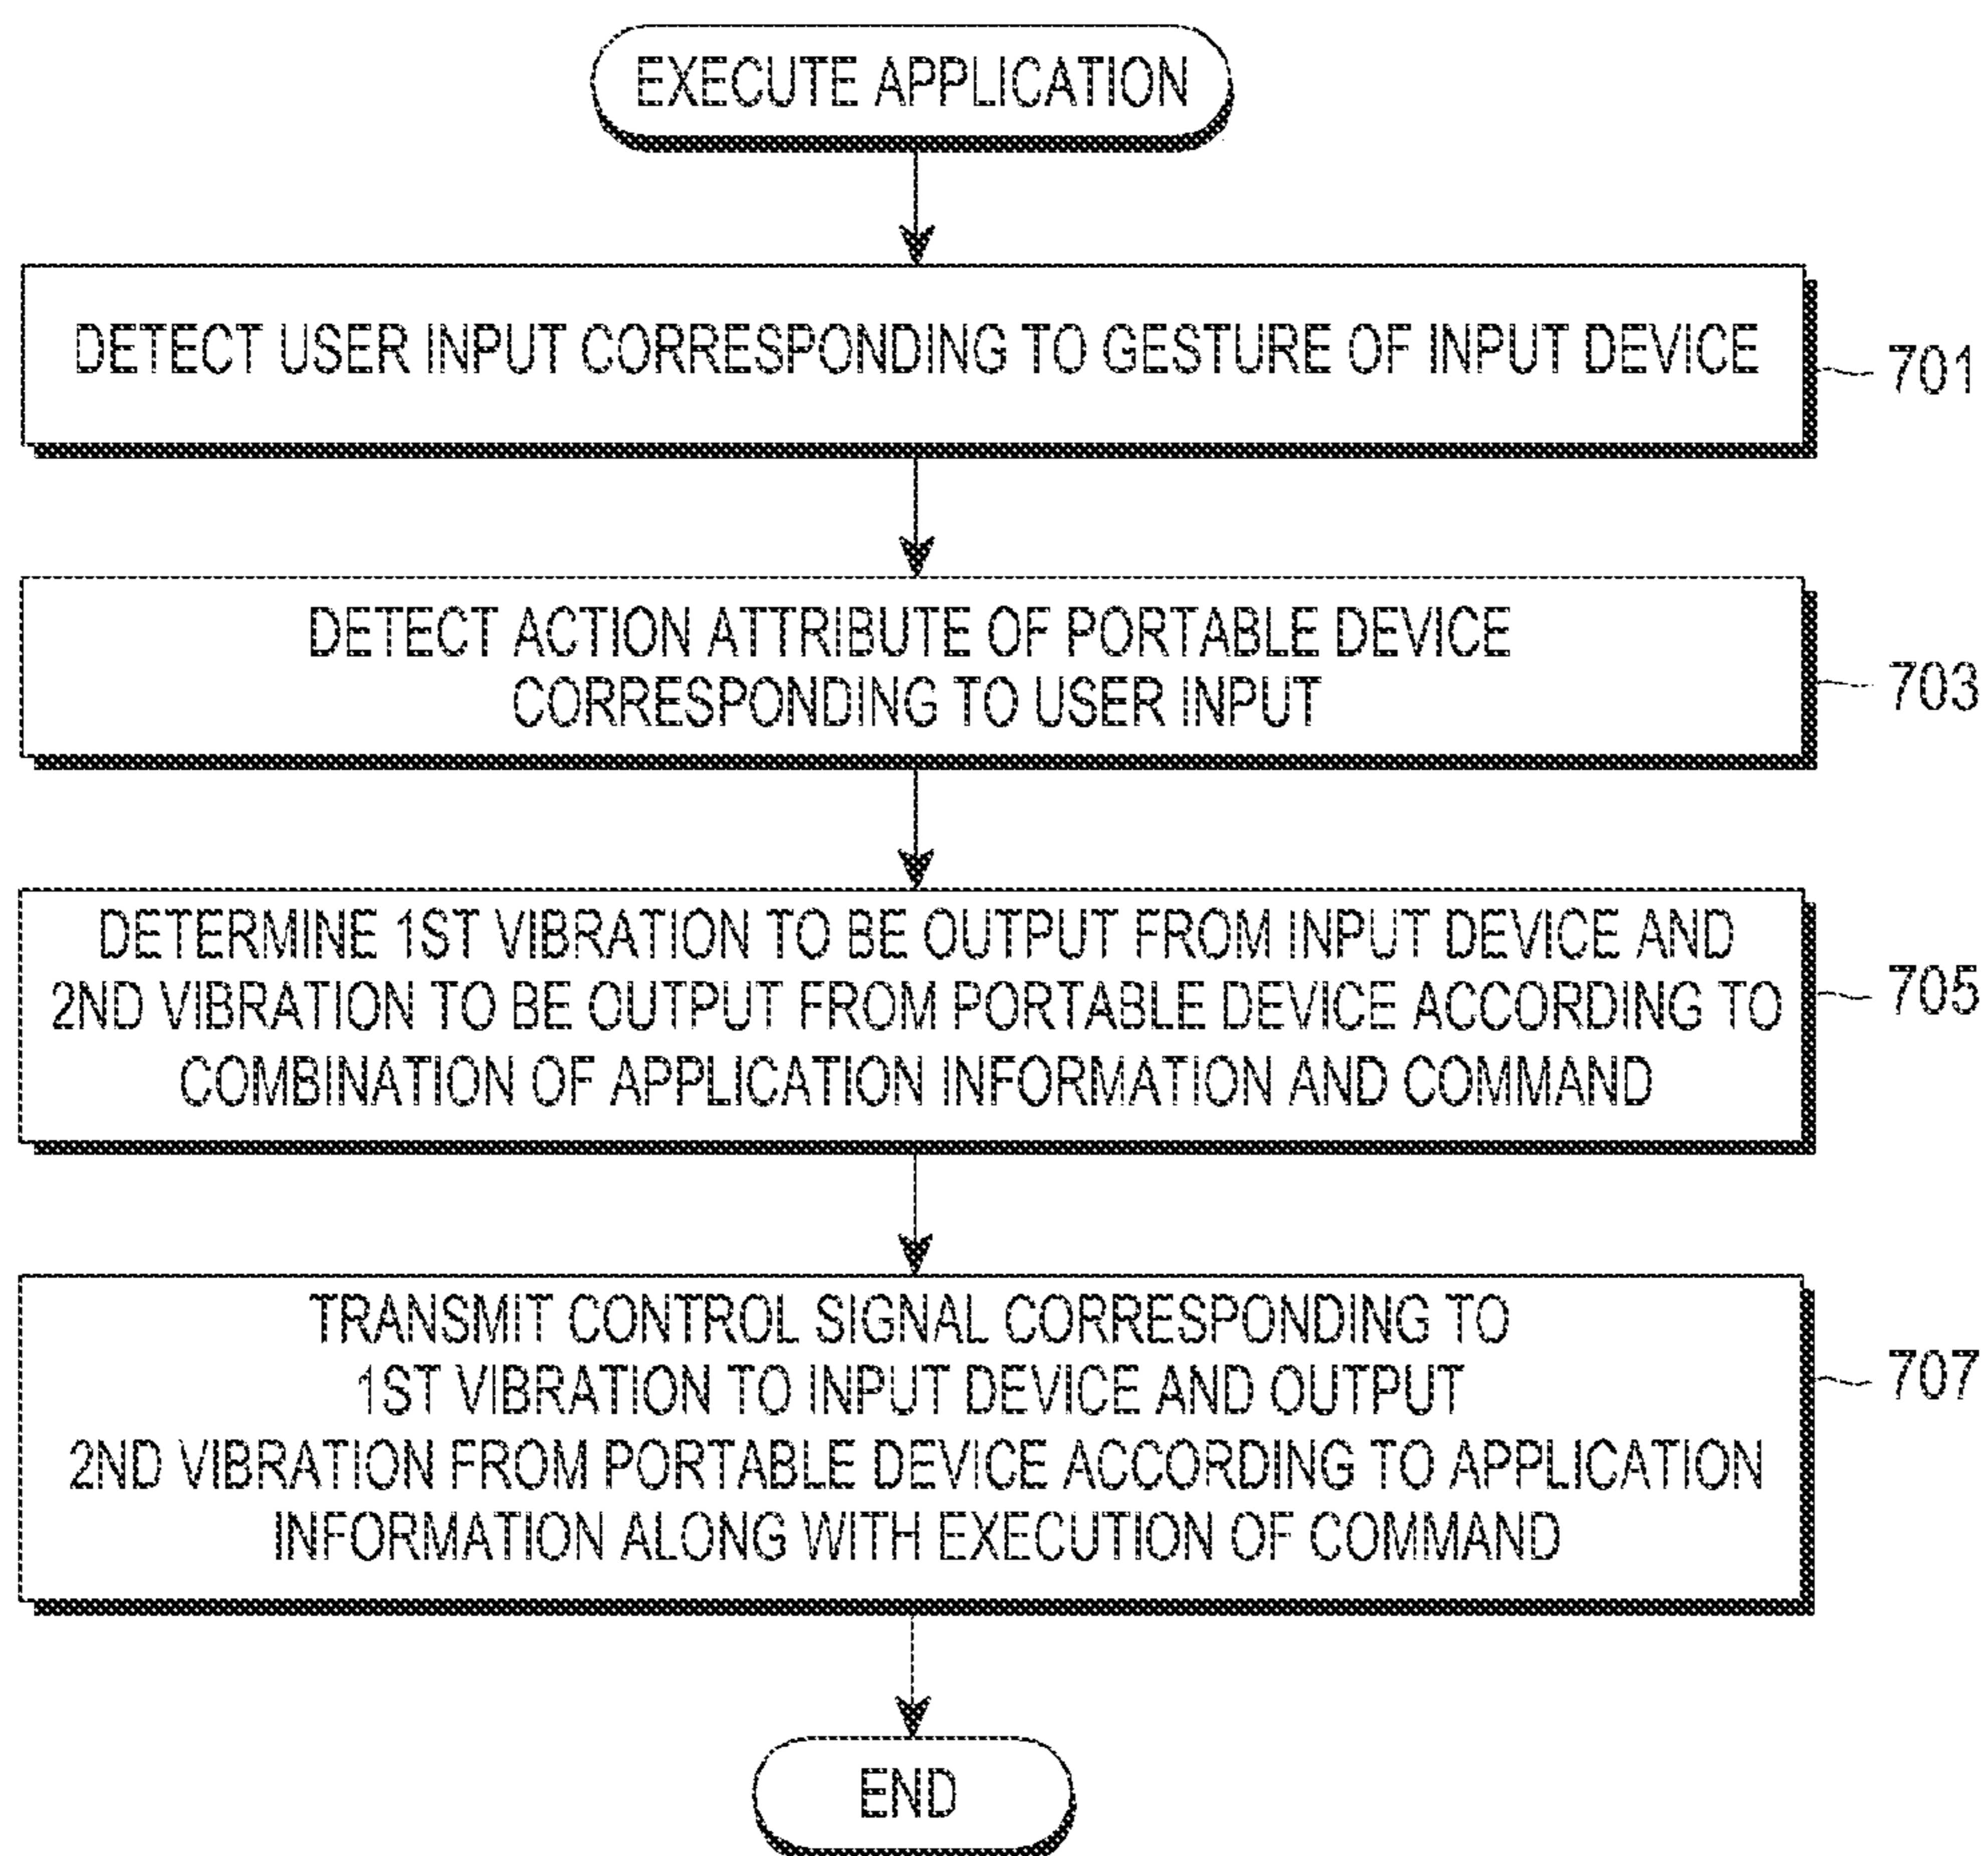 EXECUTE APPLICATION
DETECT USER INPUT CORRESPONDING TO GESTURE OF INPUT DEVICE
701
DETECT ACTION ATTRIBUTE OF PORTABLE DEVICE
CORRESPONDING TO USER INPUT
703
DETERMINE 1ST VIBRATION TO BE OUTPUT FROM INPUT DEVICE AND
2ND VIBRATION TO BE OUTPUT FROM PORTABLE DEVICE ACCORDING TO
COMBINATION OF APPLICATION INFORMATION AND COMMAND
705
TRANSMIT CONTROL SIGNAL CORRESPONDING TO
1ST VIBRATION TO INPUT DEVICE AND OUTPUT
2ND VIBRATION FROM PORTABLE DEVICE ACCORDING TO APPLICATION
INFORMATION ALONG WITH EXECUTION OF COMMAND
707
END